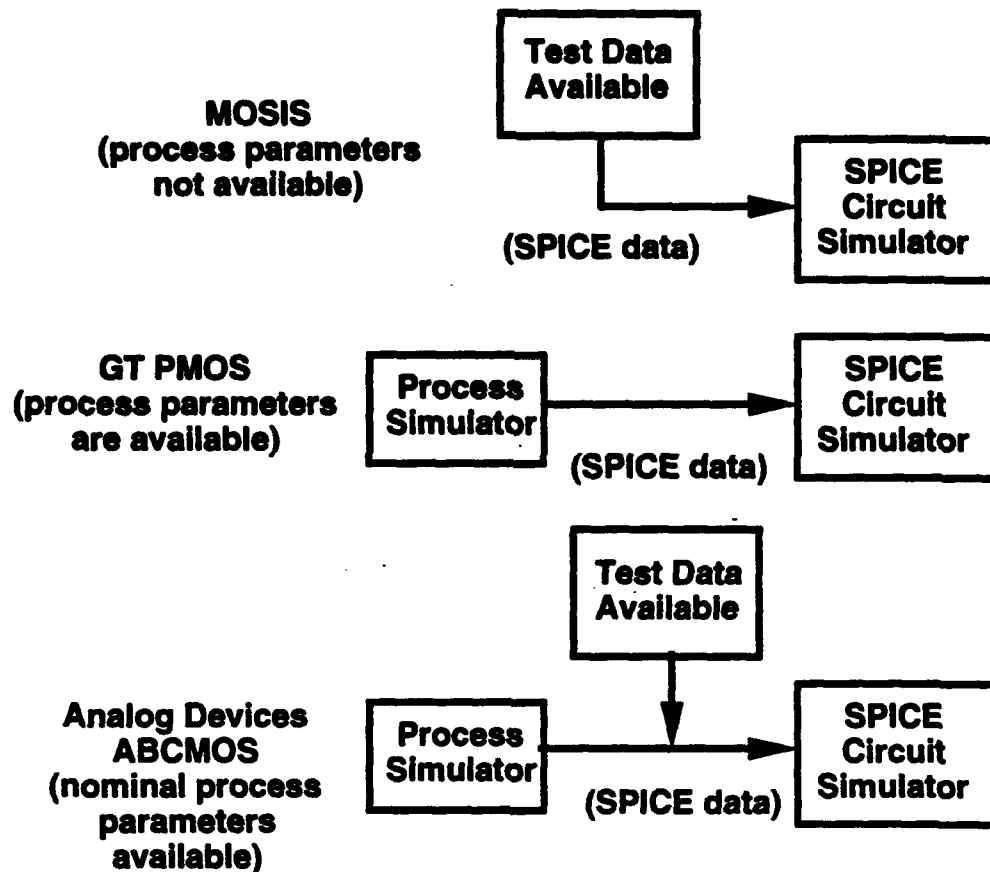 Test Data
Available
MOSIS
(process parameters
not available)
SPICE
Circuit
Simulator
(SPICE data)
GT PMOS
(process parameters
are available)
Process
Simulator
SPICE
Circuit
Simulator
(SPICE data)
Test Data
Available
Analog Devices
ABCMOS
(nominal process
parameters
available)
Process
Simulator
SPICE
Circuit
Simulator
(SPICE data)